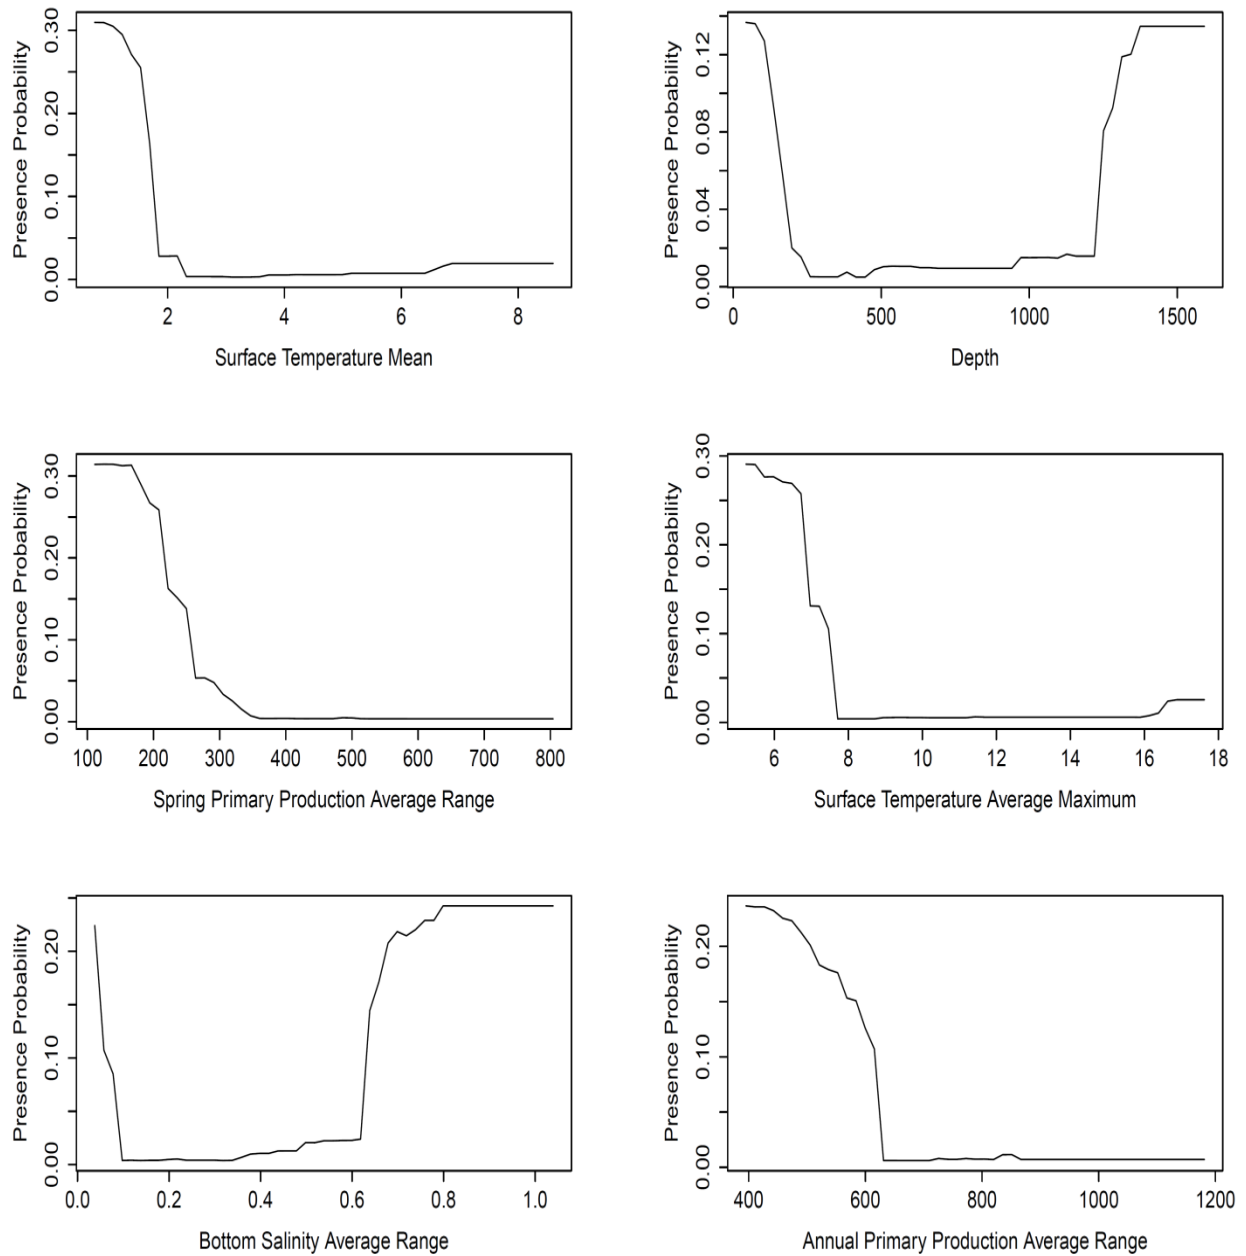 Presence Probability
0.30
0.20
0.10
0.00
2 4 6 8
Surface Temperature Mean
Presence Probability
0.12
0.08
0.04
0.00
0 500 1000 1500
Depth
Presence Probability
0.30
0.20
0.10
0.00
100 200 300 400 500 600 700 800
Spring Primary Production Average Range
Presence Probability
0.30
0.20
0.10
0.00
6 8 10 12 14 16 18
Surface Temperature Average Maximum
Presence Probability
0.20
0.10
0.00
0.0 0.2 0.4 0.6 0.8 1.0
Bottom Salinity Average Range
Presence Probability
0.20
0.10
0.00
400 600 800 1000 1200
Annual Primary Production Average Range